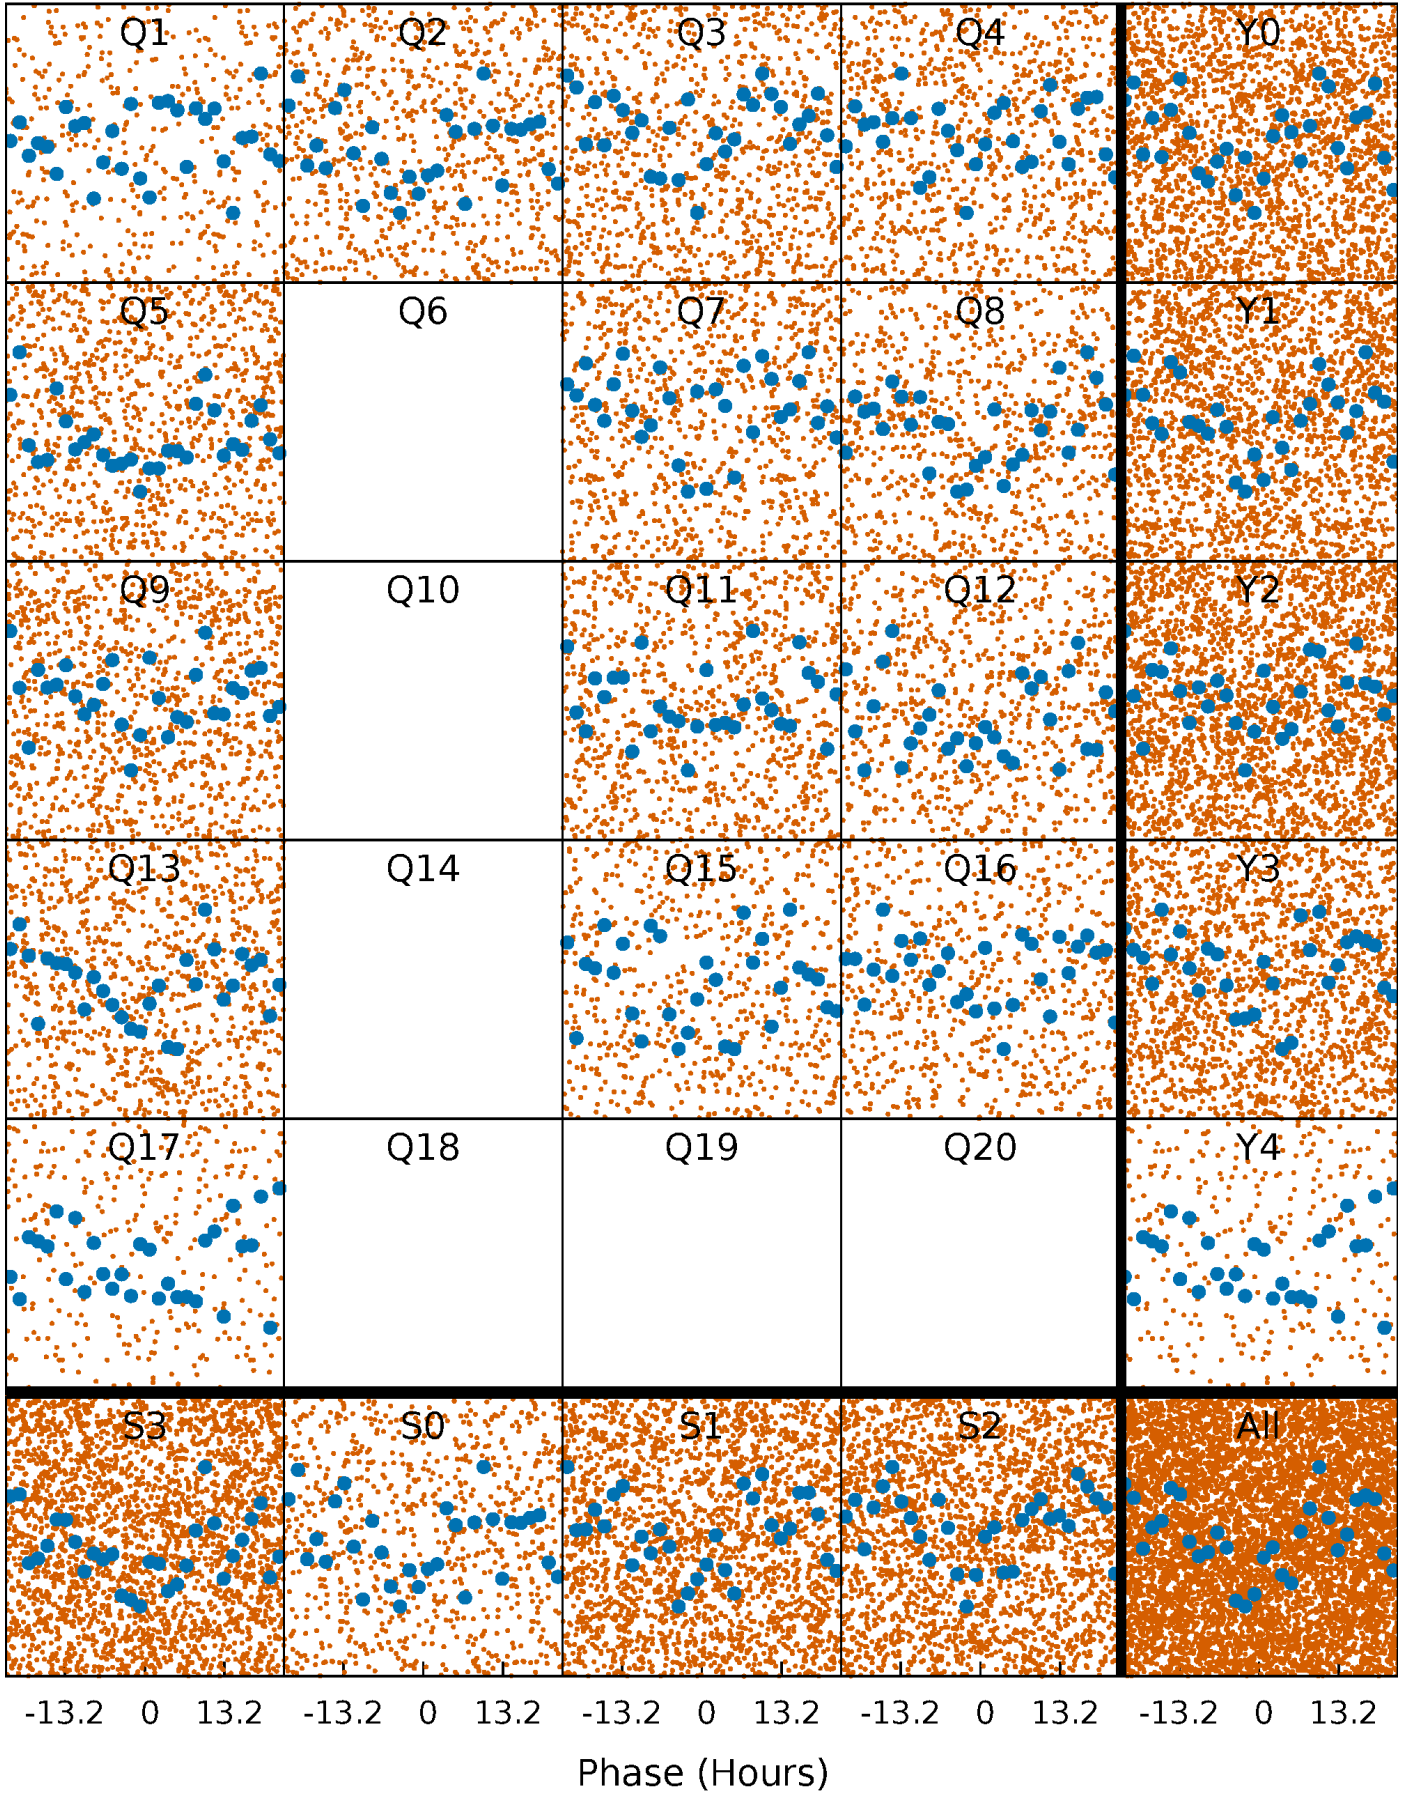 Q1 Q2 Q3 Q4 Y0
Q5 Q6 Q7 Q8 Y1
Q9 Q10 Q11 Q12 Y2
Q13 Q14 Q15 Q16 Y3
Q17 Q18 Q19 Q20 Y4
S3 S0 S1 S2 All
-13.2 0 13.2 -13.2 0 13.2 -13.2 0 13.2 -13.2 0 13.2 -13.2 0 13.2
Phase (Hours)